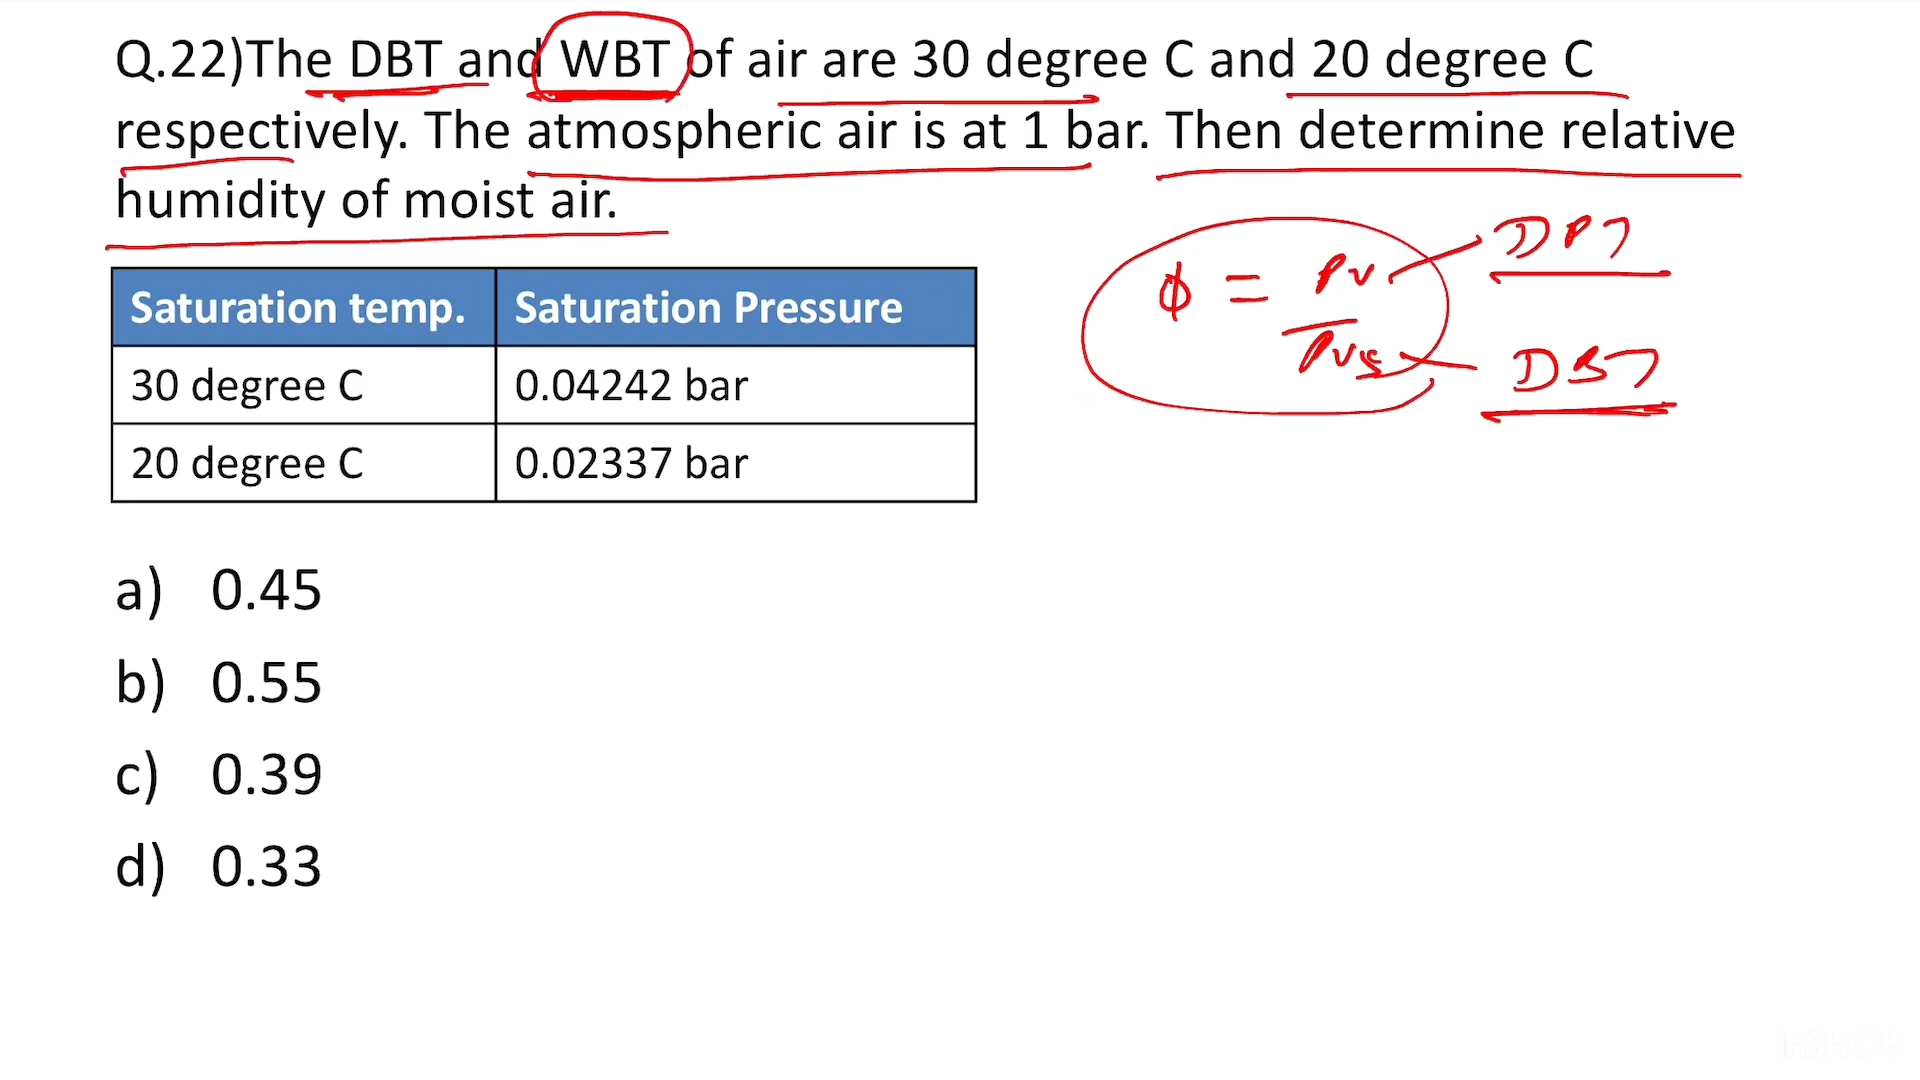 Q.22)The DBT and WBT of air are 30 degree C and 20 degree C
respectively. The atmospheric air is at 1 bar. Then determine relative
humidity of moist air.
ϕ = Pv DPT
Pvs DBT
Saturation temp. Saturation Pressure
30 degree C 0.04242 bar
20 degree C 0.02337 bar
a) 0.45
b) 0.55
c) 0.39
d) 0.33